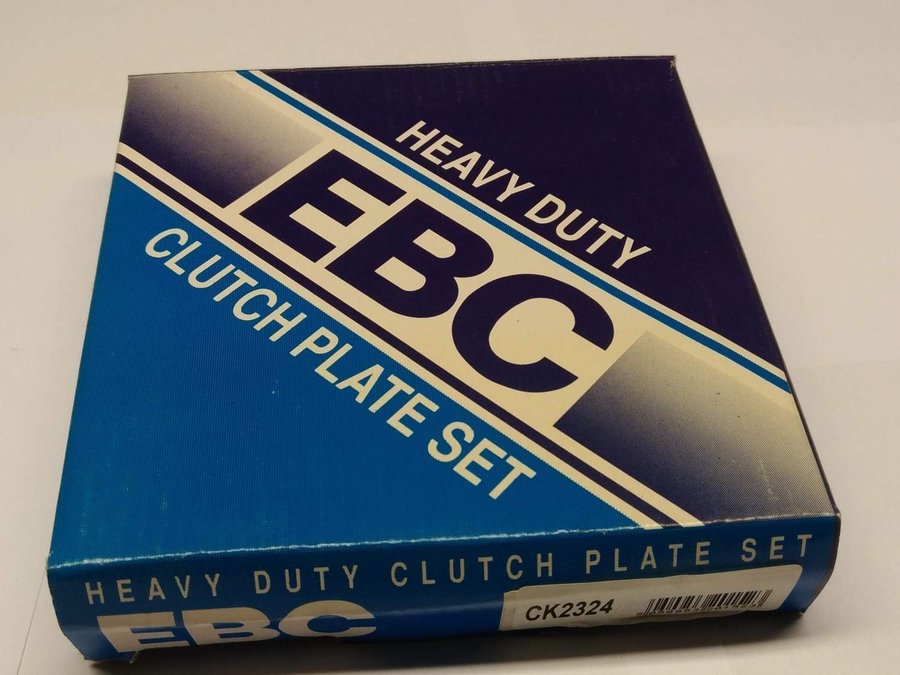 HEAVY DUTY
EBC
CLUTCH PLATE SET
HEAVY DUTY CLUTCH PLATE SET
EBC
CK2324